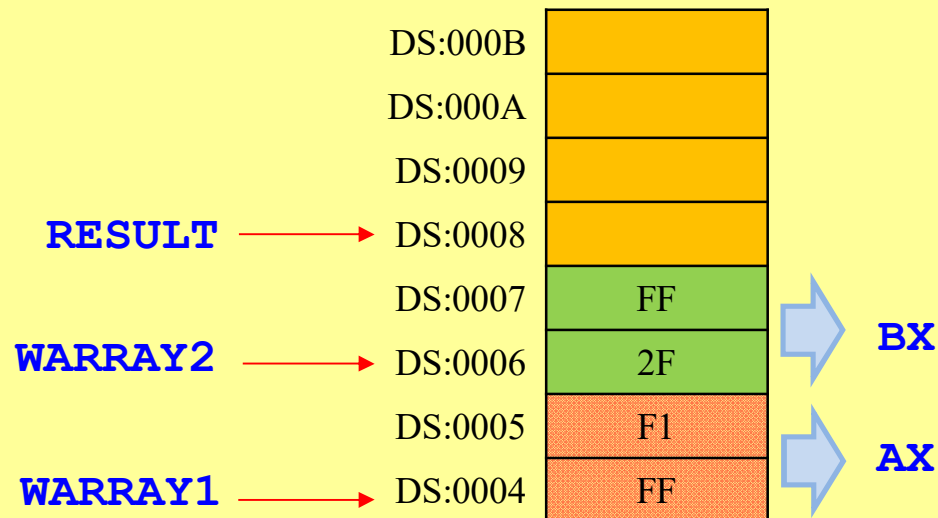 DS:000B
DS:000A
DS:0009
RESULT DS:0008
DS:0007 FF
BX
WARRAY2 DS:0006 2F
DS:0005 F1
AX
WARRAY1 DS:0004 FF